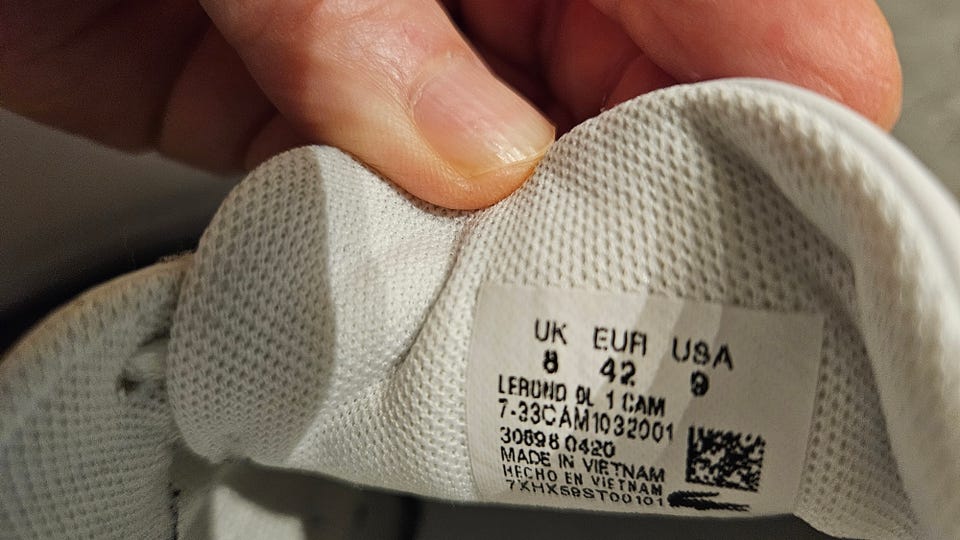 UK EUR USA
8 42 9
LEROND BL 1 CAM
7-33CAM1032001
30898 0420
MADE IN VIETNAM
HECHO EN VIETNAM
7XHX59ST00101